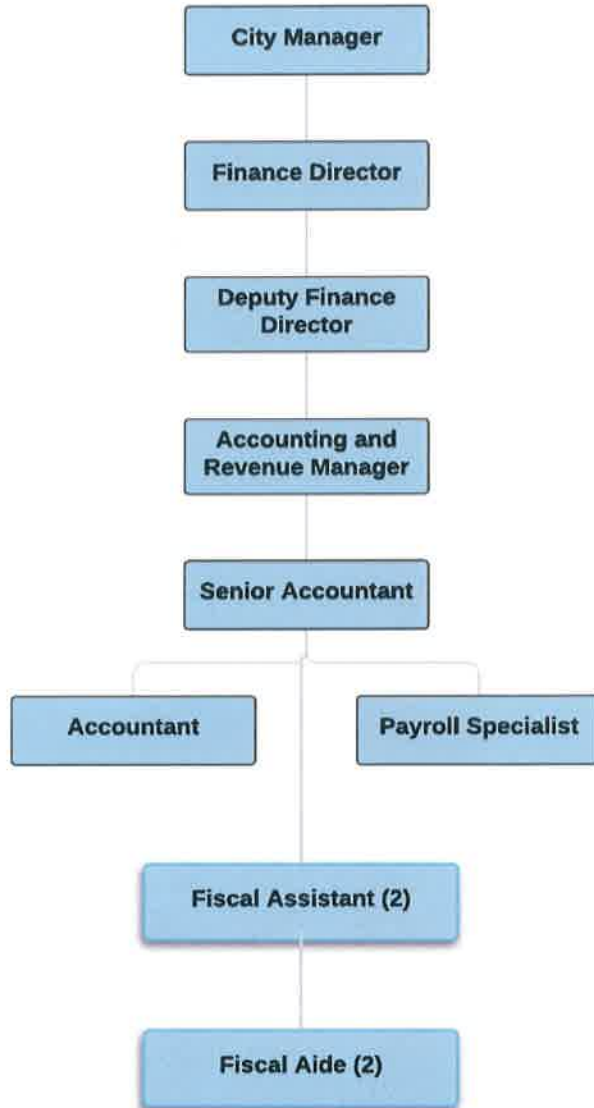 City Manager
Finance Director
Deputy Finance
Director
Accounting and
Revenue Manager
Senior Accountant
Accountant
Payroll Specialist
Fiscal Assistant (2)
Fiscal Aide (2)